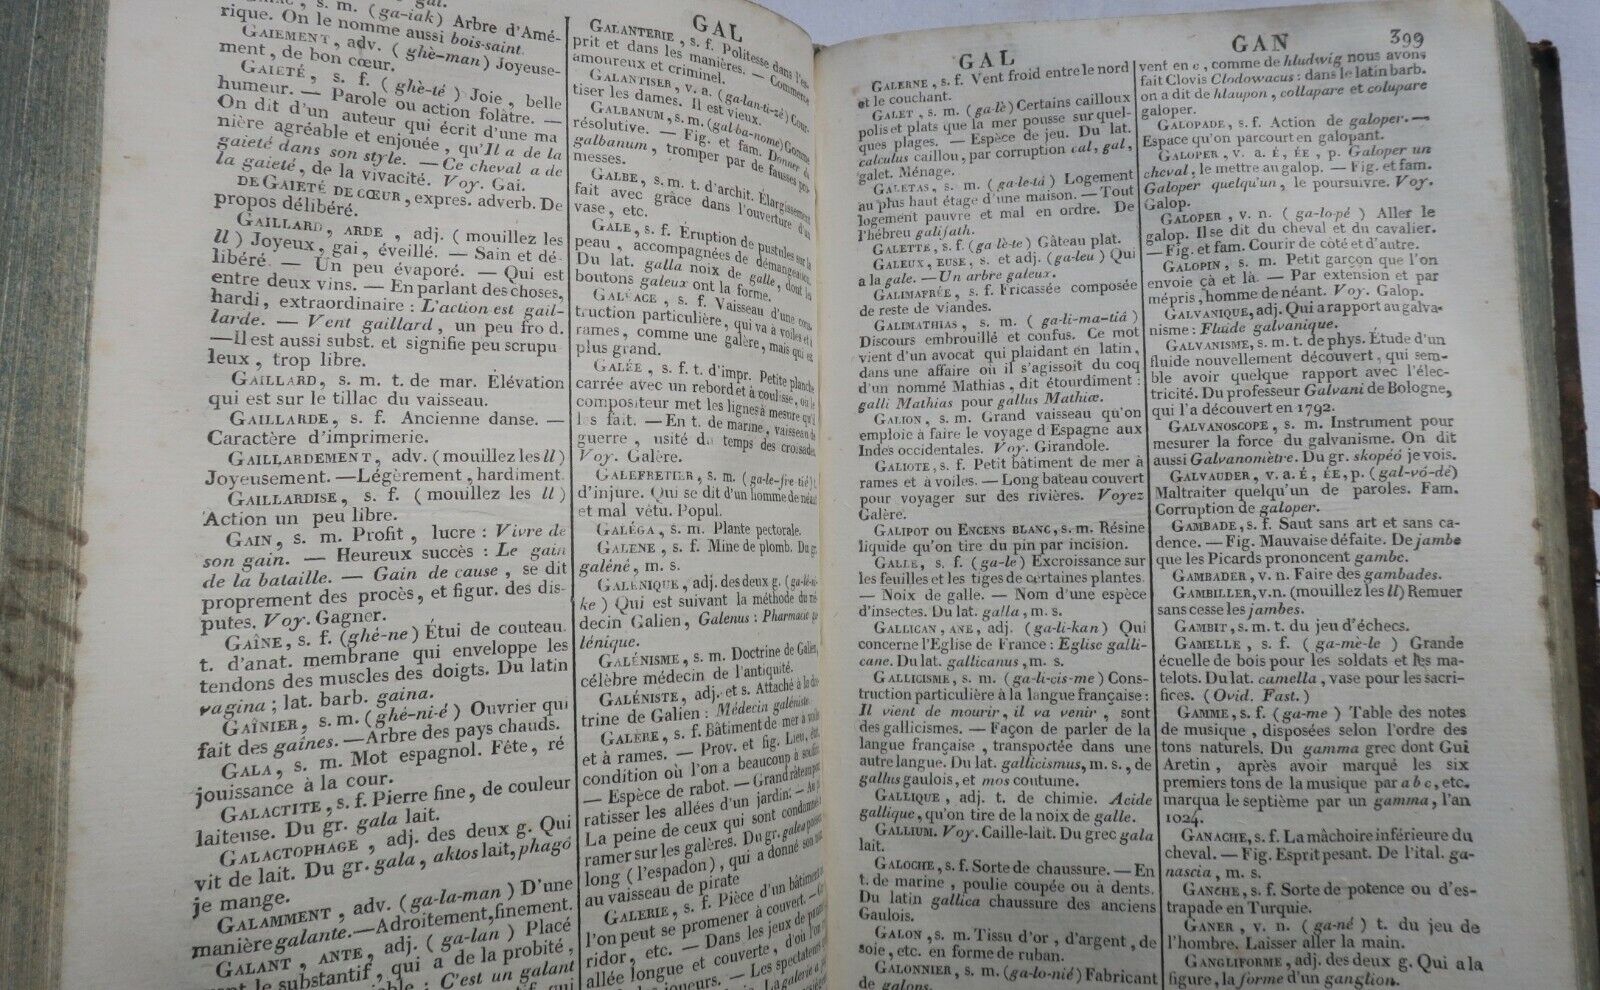 GAL
s. m. (ga-iak) Arbre d'Amé-
rique. On le nomme aussi bois-saint.
GAIEMENT, adv. (ghè-man) Joyeuse-
ment, de bon cœur.
GAIETÉ, s. f. (ghè-té) Joie, belle
humeur. — Parole ou action folâtre. —
On dit d'un auteur qui écrit d'une ma
nière agréable et enjouée, qu'Il a de la
gaieté dans son style. — Ce cheval a de
la gaieté, de la vivacité. Voy. Gai.
DE GAIETÉ DE CŒUR, expres. adverb. De
propos délibéré.
GAILLARD, ARDE, adj. (mouillez les
ll) Joyeux, gai, éveillé. — Sain et dé-
libéré. — Un peu évaporé. — Qui est
entre deux vins. — En parlant des choses,
hardi, extraordinaire : L'action est gail-
larde. — Vent gaillard, un peu fro d.
— Il est aussi subst. et signifie peu scrupu
leux, trop libre.
GAILLARD, s. m. t. de mar. Élévation
qui est sur le tillac du vaisseau.
GAILLARDE, s. f. Ancienne danse. —
Caractère d'imprimerie.
GAILLARDEMENT, adv. (mouillez les ll)
Joyeusement. — Légèrement, hardiment.
GAILLARDISE, s. f. (mouillez les ll)
Action un peu libre.
GAIN, s. m. Profit, lucre : Vivre de
son gain. — Heureux succès : Le gain
de la bataille. — Gain de cause, se dit
proprement des procès, et figur. des dis-
putes. Voy. Gagner.
GAÎNE, s. f. (ghé-ne) Étui de couteau.
t. d'anat. membrane qui enveloppe les
tendons des muscles des doigts. Du latin
vagina ; lat. barb. gaina.
GAÎNIER, s. m. (ghé-ni-é) Ouvrier qui
fait des gaines. — Arbre des pays chauds.
GALA, s. m. Mot espagnol. Fête, ré
jouissance à la cour.
GALACTITE, s. f. Pierre fine, de couleur
laiteuse. Du gr. gala lait.
GALACTOPHAGE, adj. des deux g. Qui
vit de lait. Du gr. gala, aktos lait, phagô
je mange.
GALAMMENT, adv. (ga-la-man) D'une
manière galante. — Adroitement, finement.
GALANT, ANTE, adj. (ga-lan) Placé
le substantif, qui a de la probité,
C'est un galant
GALANTERIE, s. f. Politesse dans l'es-
prit et dans les manières. — Commerce
amoureux et criminel.
GALANTISER, v. a. (ga-lan-ti-zé) Cour-
tiser les dames. Il est vieux.
GALBANUM, s. m. (gal-ba-nome) Gomme
résolutive. — Fig. et fam. Donner du
galbanum, tromper par de fausses pro-
messes.
GALBE, s. m. t. d'archit. Élargissement
fait avec grâce dans l'ouverture d'un
vase, etc.
GALE, s. f. Éruption de pustules sur la
peau, accompagnées de démangeaison.
Du lat. galla noix de galle, dont les
boutons galeux ont la forme.
GALÉACE, s. f. Vaisseau d'une cons-
truction particulière, qui va à voiles et à
rames, comme une galère, mais qui est
plus grand.
GALÉE, s. f. t. d'impr. Petite planche
carrée avec un rebord et à coulisse, où le
compositeur met les lignes à mesure qu'il
les fait. — En t. de marine, vaisseau de
guerre, usité du temps des croisades.
Voy. Galère.
GALEFRETIER, s. m. (ga-le-fre-tié) t.
d'injure. Qui se dit d'un homme de néant
et mal vêtu. Popul.
GALÉGA, s. m. Plante pectorale.
GALENE, s. f. Mine de plomb. Du gr.
galéné, m. s.
GALÉNIQUE, adj. des deux g. (ga-lé-ni-
ke) Qui est suivant la méthode du mé
decin Galien, Galenus : Pharmacie ga-
lénique.
GALÉNISME, s. m. Doctrine de Galien,
célèbre médecin de l'antiquité.
GALÉNISTE, adj. et s. Attaché à la doc-
trine de Galien : Médecin galéniste.
GALÈRE, s. f. Bâtiment de mer à voiles
et à rames. — Prov. et fig. Lieu, état,
condition où l'on a beaucoup à souffrir.
— Espèce de rabot. — Grand râteau pour
ratisser les allées d'un jardin. — Au p
La peine de ceux qui sont condamnés à
ramer sur les galères. Du gr. galea poisson
long (l'espadon), qui a donné son nom
au vaisseau de pirate
GALERIE, s. f. Pièce d'un bâtiment où
l'on peut se promener à couvert. —
ridor, etc. — Dans les jeux de paume
allée longue et couverte, d'où l'on
joueurs. — Les spectateurs
La galerie a
GAL
GALERNE, s. f. Vent froid entre le nord
et le couchant.
GALET, s. m. (ga-lè) Certains cailloux
polis et plats que la mer pousse sur quel-
ques plages. — Espèce de jeu. Du lat.
calculus caillou, par corruption cal, gal,
galet. Ménage.
GALETAS, s. m. (ga-le-tâ) Logement
au plus haut étage d'une maison. — Tout
logement pauvre et mal en ordre. De
l'hébreu galijath.
GALETTE, s. f. (ga lè-te) Gâteau plat.
GALEUX, EUSE, s. et adj. (ga-leu) Qui
a la gale. — Un arbre galeux.
GALIMAFRÉE, s. f. Fricassée composée
de reste de viandes.
GALIMATHIAS, s. m. (ga-li-ma-tiâ)
Discours embrouillé et confus. Ce mot
vient d'un avocat qui plaidant en latin,
dans une affaire où il s'agissoit du coq
d'un nommé Mathias, dit étourdiment :
galli Mathias pour gallus Mathiæ.
GALION, s. m. Grand vaisseau qu'on
emploic à faire le voyage d'Espagne aux
Indes occidentales. Voy. Girandole.
GALIOTE, s. f. Petit bâtiment de mer à
rames et à voiles. — Long bateau couvert
pour voyager sur des rivières. Voyez
Galère.
GALIPOT ou ENCENS BLANC, s. m. Résine
liquide qu'on tire du pin par incision.
GALLE, s. f. (ga-le) Excroissance sur
les feuilles et les tiges de certaines plantes.
— Noix de galle. — Nom d'une espèce
d'insectes. Du lat. galla, m. s.
GALLICAN, ANE, adj. (ga-li-kan) Qui
concerne l'Eglise de France : Eglise galli-
cane. Du lat. gallicanus, m. s.
GALLICISME, s. m. (ga-li-cis-me) Cons-
truction particulière à la langue française :
Il vient de mourir, il va venir, sont
des gallicismes. — Façon de parler de la
langue française, transportée dans une
autre langue. Du lat. gallicismus, m. s., de
gallus gaulois, et mos coutume.
GALLIQUE, adj. t. de chimie. Acide
gallique, qu'on tire de la noix de galle.
GALLIUM. Voy. Caille-lait. Du grec gala
lait.
GALOCHE, s. f. Sorte de chaussure. — En
t. de marine, poulie coupée ou à dents.
Du latin gallica chaussure des anciens
Gaulois.
GALON, s. m. Tissu d'or, d'argent, de
soie, etc. en forme de ruban.
GALONNIER, s. m. (ga-lo-nié) Fabricant
de galons.
GAN
399
vent en c, comme de hludwig nous avons
fait Clovis Clodowacus : dans le latin barb.
on a dit de hlaupon, collapare et colupare
galoper.
GALOPADE, s. f. Action de galoper. —
Espace qu'on parcourt en galopant.
GALOPER, v. a. É, ÉE, p. Galoper un
cheval, le mettre au galop. — Fig. et fam.
Galoper quelqu'un, le poursuivre. Voy.
Galop.
GALOPER, v. n. (ga-lo-pé) Aller le
galop. Il se dit du cheval et du cavalier.
— Fig. et fam. Courir de côté et d'autre.
GALOPIN, s. m. Petit garçon que l'on
envoie çà et là. — Par extension et par
mépris, homme de néant. Voy. Galop.
GALVANIQUE, adj. Qui a rapport au galva-
nisme : Fluide galvanique.
GALVANISME, s. m. t. de phys. Étude d'un
fluide nouvellement découvert, qui sem-
ble avoir quelque rapport avec l'élec-
tricité. Du professeur Galvani de Bologne,
qui l'a découvert en 1792.
GALVANOSCOPE, s. m. Instrument pour
mesurer la force du galvanisme. On dit
aussi Galvanomètre. Du gr. skopéó je vois.
GALVAUDER, v. a. É, ÉE, p. (gal-vó-dé)
Maltraiter quelqu'un de paroles. Fam.
Corruption de galoper.
GAMBADE, s. f. Saut sans art et sans ca-
dence. — Fig. Mauvaise défaite. De jambe
que les Picards prononcent gambe.
GAMBADER, v. n. Faire des gambades.
GAMBILLER, v. n. (mouillez les ll) Remuer
sans cesse les jambes.
GAMBIT, s. m. t. du jeu d'échecs.
GAMELLE, s. f. (ga-mè-le) Grande
écuelle de bois pour les soldats et les ma-
telots. Du lat. camella, vase pour les sacri-
fices. (Ovid. Fast.)
GAMME, s. f. (ga-me) Table des notes
de musique, disposées selon l'ordre des
tons naturels. Du gamma grec dont Gui
Aretin, après avoir marqué les six
premiers tons de la musique par a b c, etc.
marqua le septième par un gamma, l'an
1024.
GANACHE, s. f. La mâchoire inférieure du
cheval. — Fig. Esprit pesant. De l'ital. ga-
nascia, m. s.
GANCHE, s. f. Sorte de potence ou d'es-
trapade en Turquie.
GANER, v. n. (ga-né) t. du jeu de
l'hombre. Laisser aller la main.
GANGLIFORME, adj. des deux g. Qui a la
figure, la forme d'un ganglion.